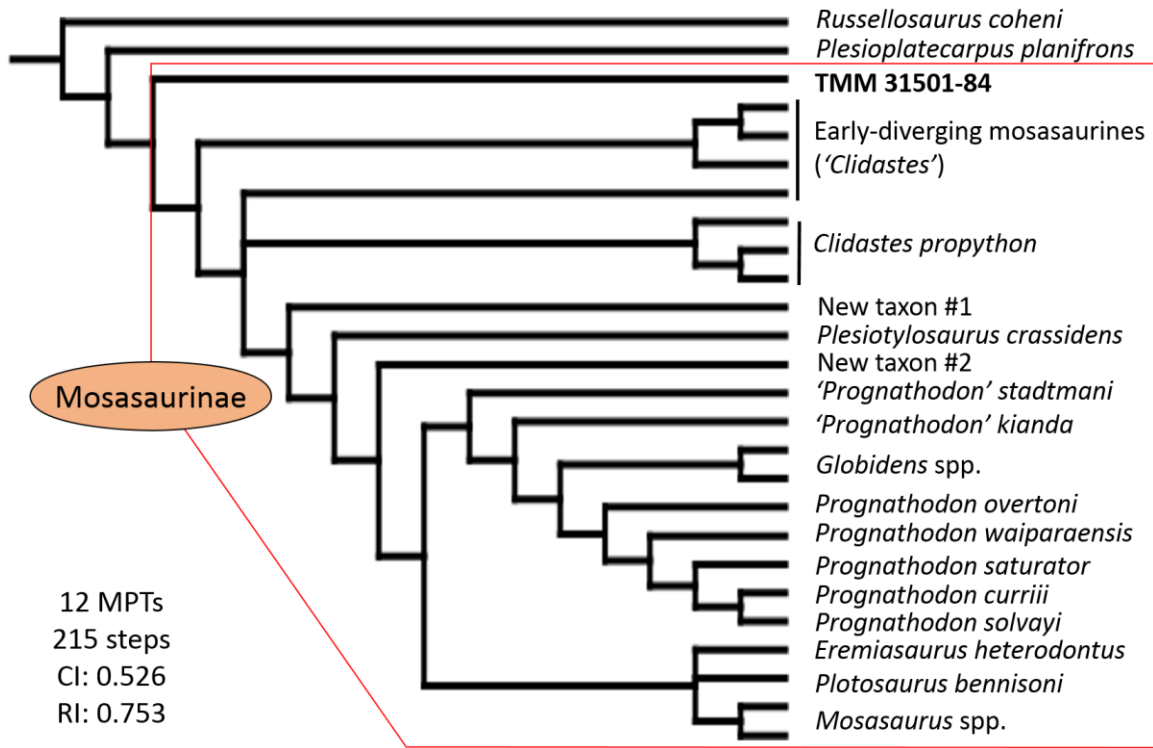 Russellosaurus coheni
Plesioplatecarpus planifrons
TMM 31501-84
Early-diverging mosasaurines
(‘Clidastes’)
Clidastes propython
New taxon #1
Plesiotylosaurus crassidens
New taxon #2
‘Prognathodon’ stadtmani
‘Prognathodon’ kianda
Globidens spp.
Prognathodon overtoni
Prognathodon waiparaensis
Prognathodon saturator
Prognathodon curriii
Prognathodon solvayi
Eremiasaurus heterodontus
Plotosaurus bennisoni
Mosasaurus spp.
Mosasaurinae
12 MPTs
215 steps
CI: 0.526
RI: 0.753